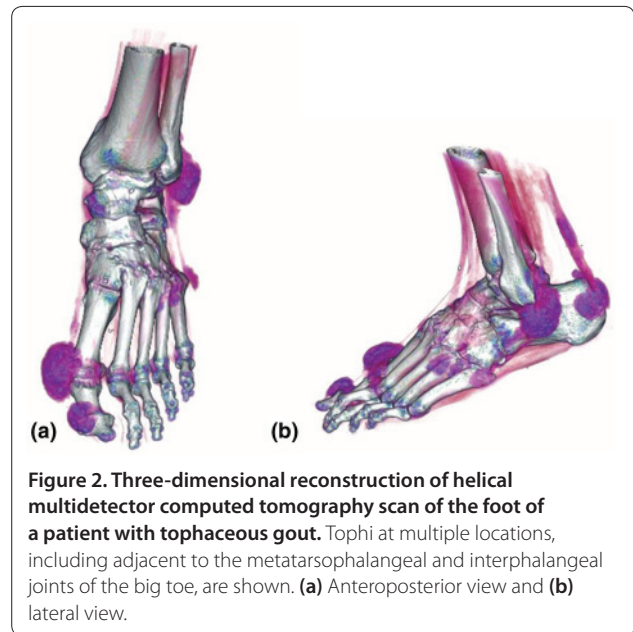 (a)
(b)
Figure 2. Three-dimensional reconstruction of helical
multidetector computed tomography scan of the foot of
a patient with tophaceous gout. Tophi at multiple locations,
including adjacent to the metatarsophalangeal and interphalangeal
joints of the big toe, are shown. (a) Anteroposterior view and (b)
lateral view.